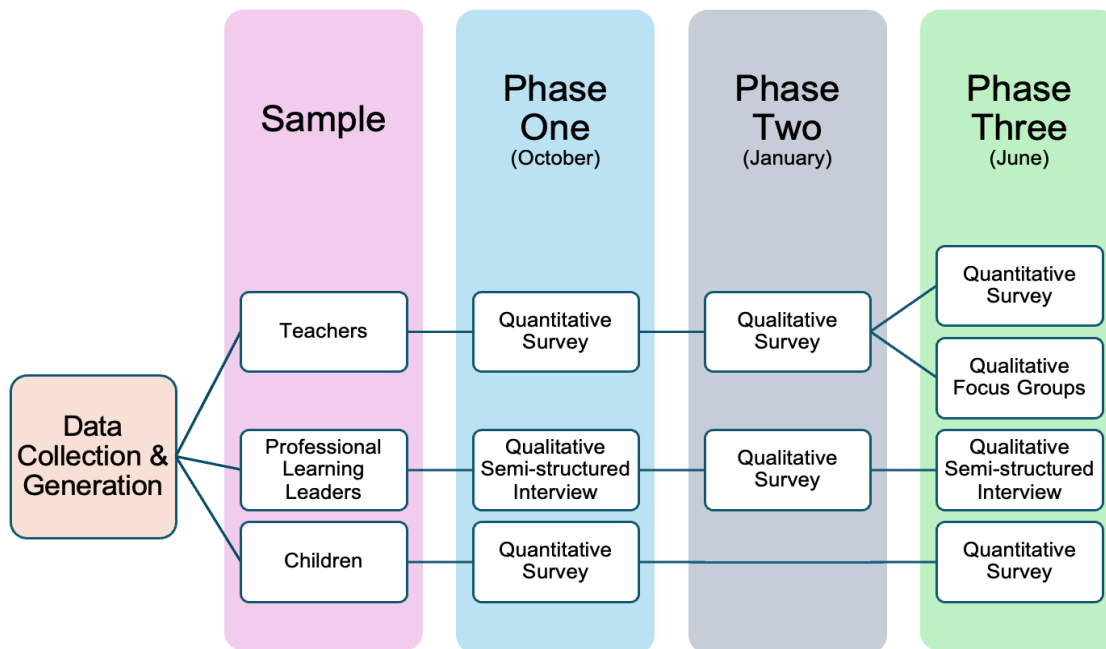 Sample
Phase
One
(October)
Phase
Two
(January)
Phase
Three
(June)
Data
Collection &
Generation
Teachers
Quantitative
Survey
Qualitative
Survey
Quantitative
Survey
Qualitative
Focus Groups
Professional
Learning
Leaders
Qualitative
Semi-structured
Interview
Qualitative
Survey
Qualitative
Semi-structured
Interview
Children
Quantitative
Survey
Quantitative
Survey